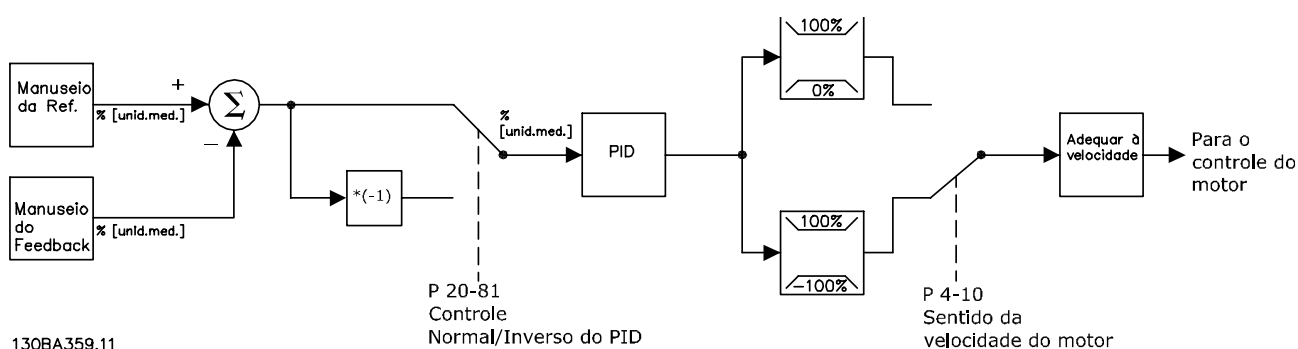 Manuseio
da Ref.
% [unid.med.]
+
−
Σ
Manuseio
do
Feedback
% [unid.med.]
*(-1)
%
[unid.med.]
PID
100%
0%
100%
−100%
Adequar à
velocidade
Para o
controle do
motor
P 20-81
Controle
Normal/Inverso do PID
P 4-10
Sentido da
velocidade do motor
130BA359.11